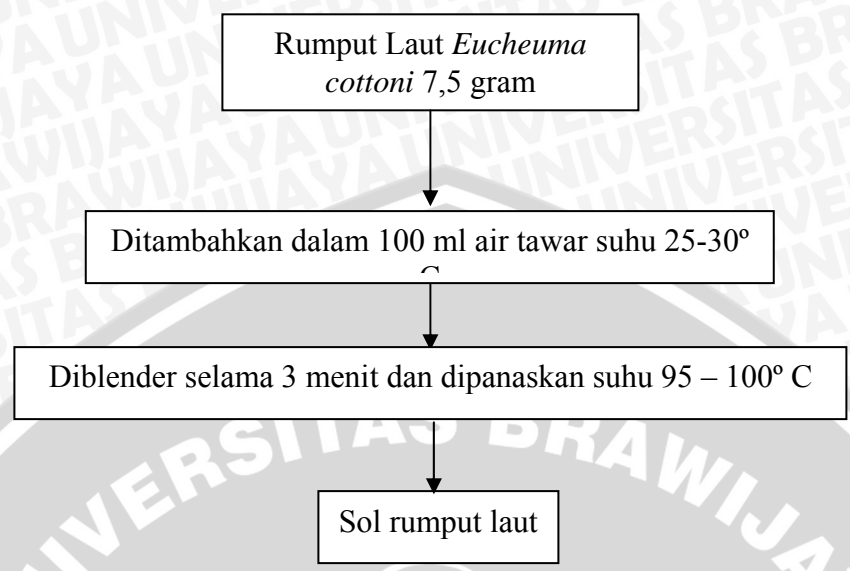 Rumput Laut Eucheuma
cottoni 7,5 gram
Ditambahkan dalam 100 ml air tawar suhu 25-30º
Diblender selama 3 menit dan dipanaskan suhu 95 – 100º C
Sol rumput laut